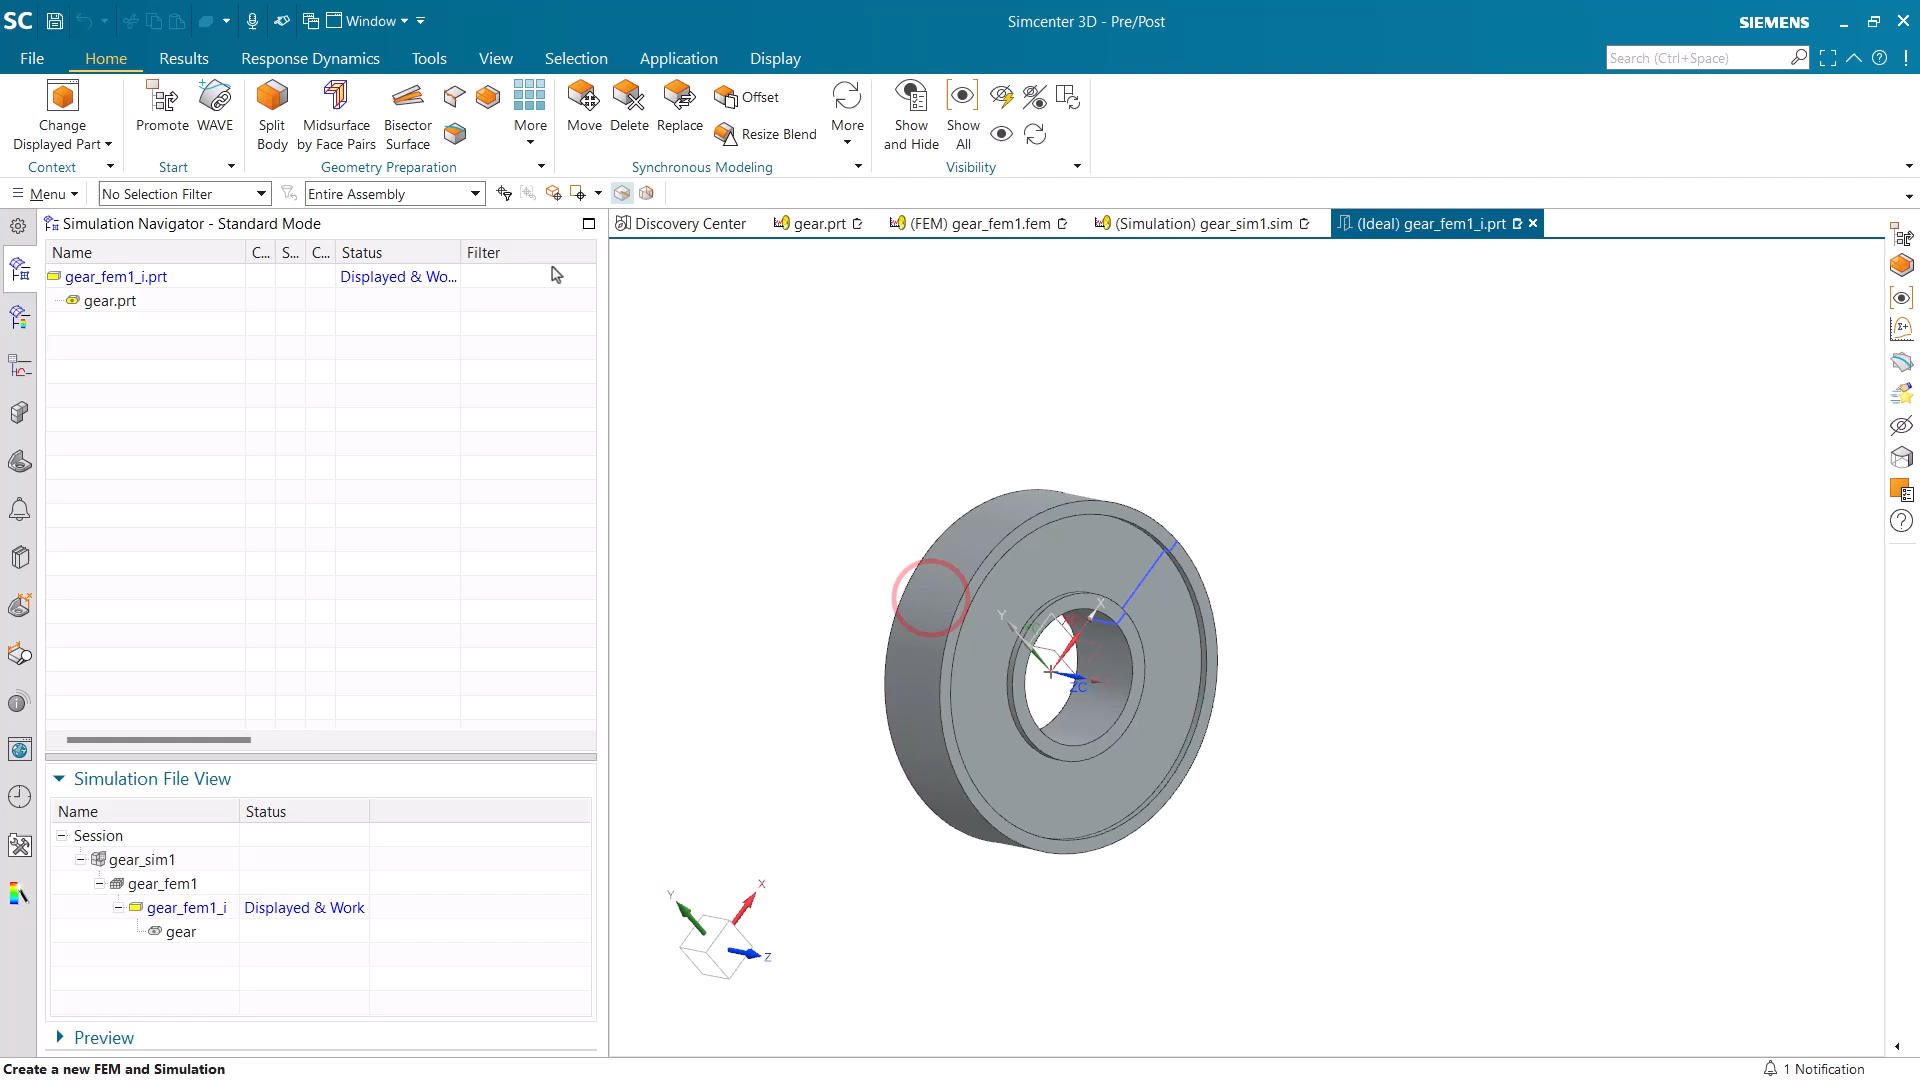 SC Window Simcenter 3D - Pre/Post SIEMENS
File Home Results Response Dynamics Tools View Selection Application Display Search (Ctrl+Space)
Change Displayed Part
Promote WAVE
Split Body
Midsurface by Face Pairs
Bisector Surface
More
Move Delete Replace
Offset
Resize Blend
More
Show and Hide
Show All
Context Start Geometry Preparation Synchronous Modeling Visibility
Menu No Selection Filter Entire Assembly
Simulation Navigator - Standard Mode
Discovery Center gear.prt (FEM) gear_fem1.fem (Simulation) gear_sim1.sim (Ideal) gear_fem1_i.prt
Name C... S... C... Status Filter
gear_fem1_i.prt Displayed & Wo...
gear.prt
Y X
ZC
Simulation File View
Name Status
Session
gear_sim1
gear_fem1
gear_fem1_i Displayed & Work
gear
Y X
Z
Preview
Create a new FEM and Simulation 1 Notification